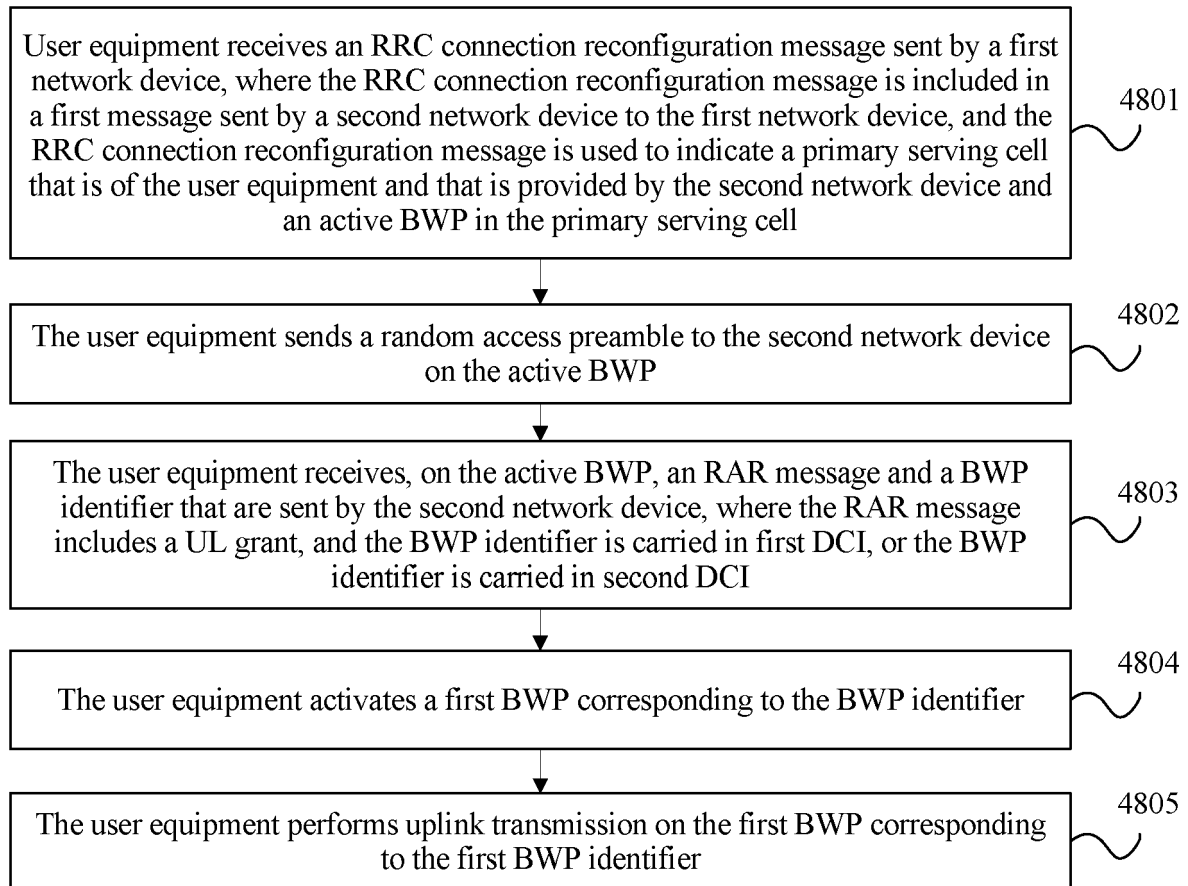 User equipment receives an RRC connection reconfiguration message sent by a first
network device, where the RRC connection reconfiguration message is included in
a first message sent by a second network device to the first network device, and the
RRC connection reconfiguration message is used to indicate a primary serving cell
that is of the user equipment and that is provided by the second network device and
an active BWP in the primary serving cell
4801
The user equipment sends a random access preamble to the second network device
on the active BWP
4802
The user equipment receives, on the active BWP, an RAR message and a BWP
identifier that are sent by the second network device, where the RAR message
includes a UL grant, and the BWP identifier is carried in first DCI, or the BWP
identifier is carried in second DCI
4803
The user equipment activates a first BWP corresponding to the BWP identifier
4804
The user equipment performs uplink transmission on the first BWP corresponding
to the first BWP identifier
4805